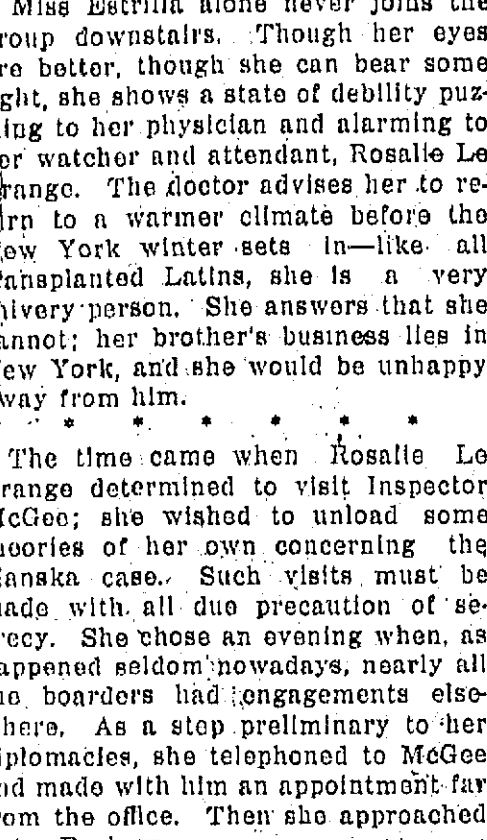 Miss Estrilla alone never joins the
roup downstairs. Though her eyes
re better, though she can bear some
ght, she shows a state of debility puz-
ling to her physician and alarming to
er watcher and attendant, Rosalie Le
range. The doctor advises her to re-
urn to a warmer climate before the
ew York winter sets in—like all
ransplanted Latins, she is a very
hivery person. She answers that she
annot; her brother's business lies in
ew York, and she would be unhappy
way from him.
* * * * * *
The time came when Rosalie Le
range determined to visit Inspector
McGee; she wished to unload some
heories of her own concerning the
anska case. Such visits must be
ade with all due precaution of se-
recy. She chose an evening when, as
appened seldom nowadays, nearly all
he boarders had engagements else-
here. As a step preliminary to her
iplomacies, she telephoned to McGee
nd made with him an appointment far
om the office. Then she approached